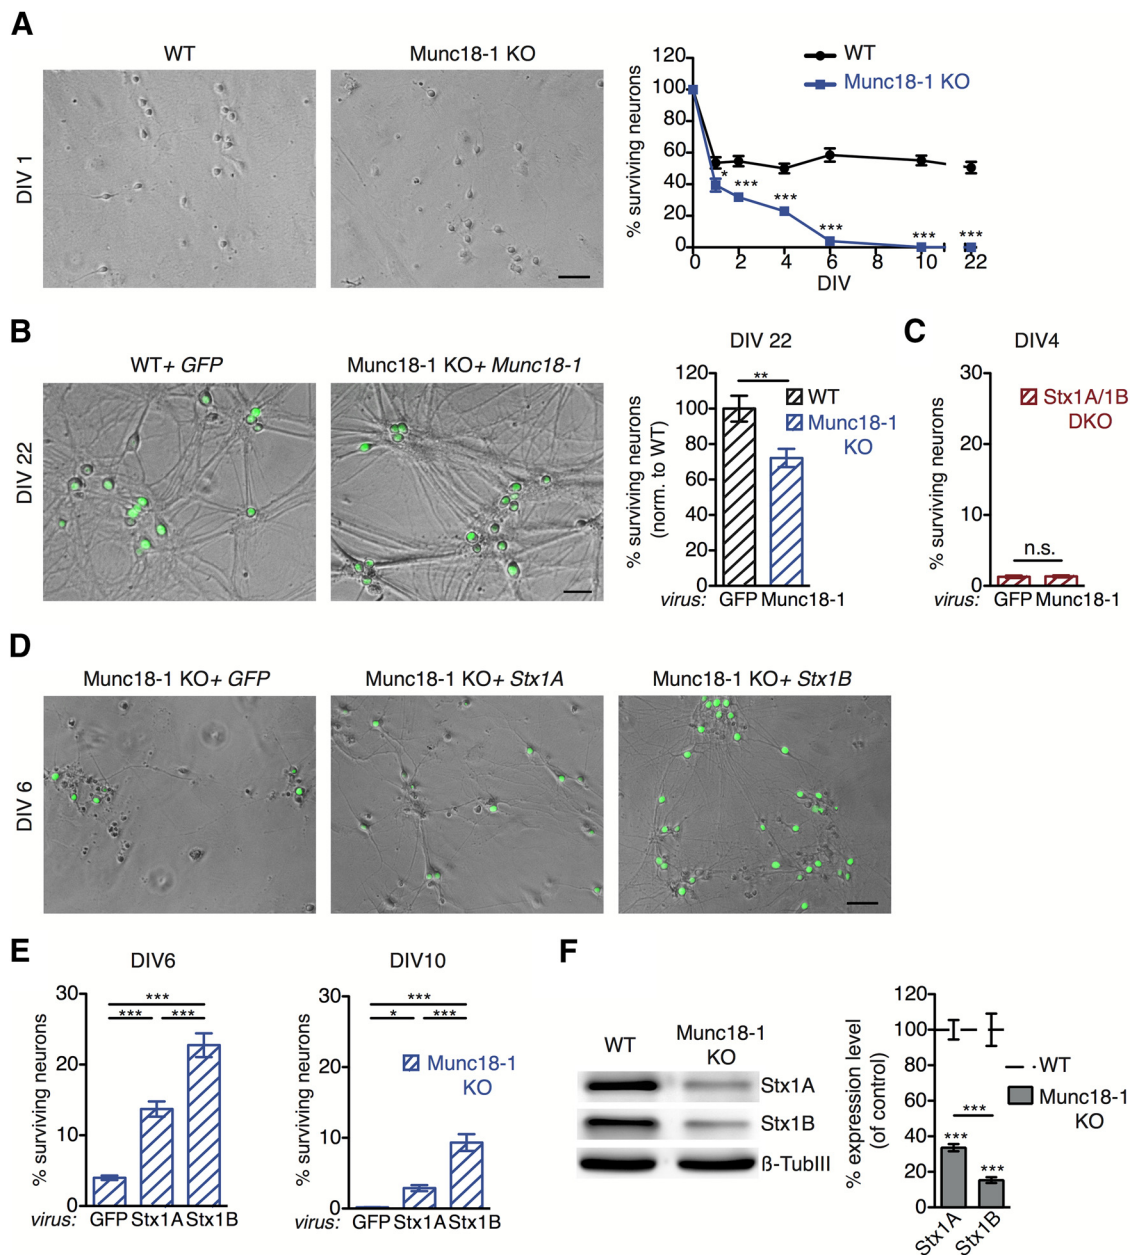 A
WT
Munc18-1 KO
DIV 1
% surviving neurons
120
100
80
60
40
20
0
WT
Munc18-1 KO
*
***
***
***
***
***
0 2 4 6 8 10 22
DIV
B
WT+ GFP
Munc18-1 KO+ Munc18-1
DIV 22
DIV 22
% surviving neurons
(norm. to WT)
120
100
80
60
40
20
0
**
WT
Munc18-1
KO
virus: GFP Munc18-1
C
DIV4
% surviving neurons
30
20
10
0
Stx1A/1B
DKO
n.s.
virus: GFP Munc18-1
D
Munc18-1 KO+ GFP
Munc18-1 KO+ Stx1A
Munc18-1 KO+ Stx1B
DIV 6
E
DIV6
% surviving neurons
30
20
10
0
***
*** ***
virus: GFP Stx1A Stx1B
DIV10
% surviving neurons
30
20
10
0
***
* ***
Munc18-1
KO
virus: GFP Stx1A Stx1B
F
WT
Munc18-1
KO
Stx1A
Stx1B
ß-TubIII
% expression level
(of control)
120
100
80
60
40
20
0
WT
Munc18-1
KO
***
***
***
Stx1A
Stx1B